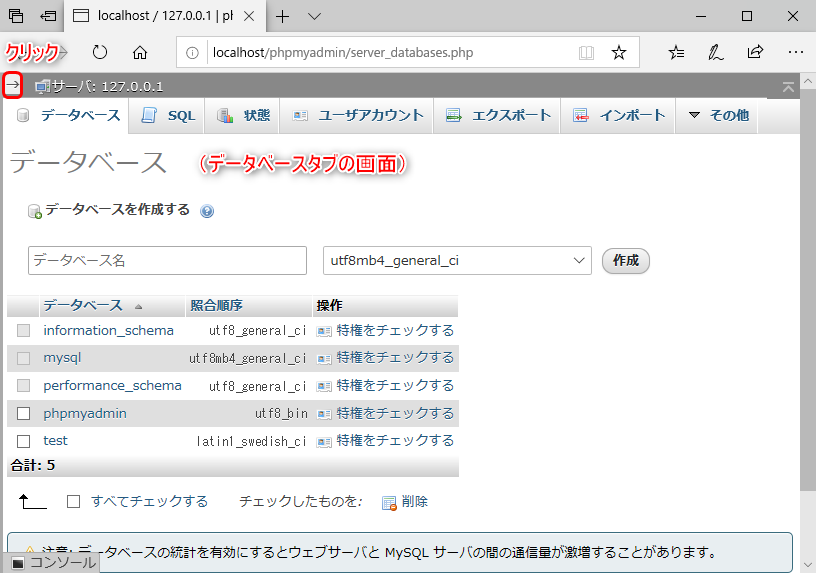 localhost / 127.0.0.1 | ph
クリック
localhost/phpmyadmin/server_databases.php
サーバ: 127.0.0.1
データベース SQL 状態 ユーザアカウント エクスポート インポート その他
データベース (データベースタブの画面)
データベースを作成する
データベース名 utf8mb4_general_ci 作成
データベース 照合順序 操作
information_schema utf8_general_ci 特権をチェックする
mysql utf8mb4_general_ci 特権をチェックする
performance_schema utf8_general_ci 特権をチェックする
phpmyadmin utf8_bin 特権をチェックする
test latin1_swedish_ci 特権をチェックする
合計: 5
すべてチェックする チェックしたものを: 削除
注意: データベースの統計を有効にするとウェブサーバと MySQL サーバの間の通信量が激増することがあります。
コンソール